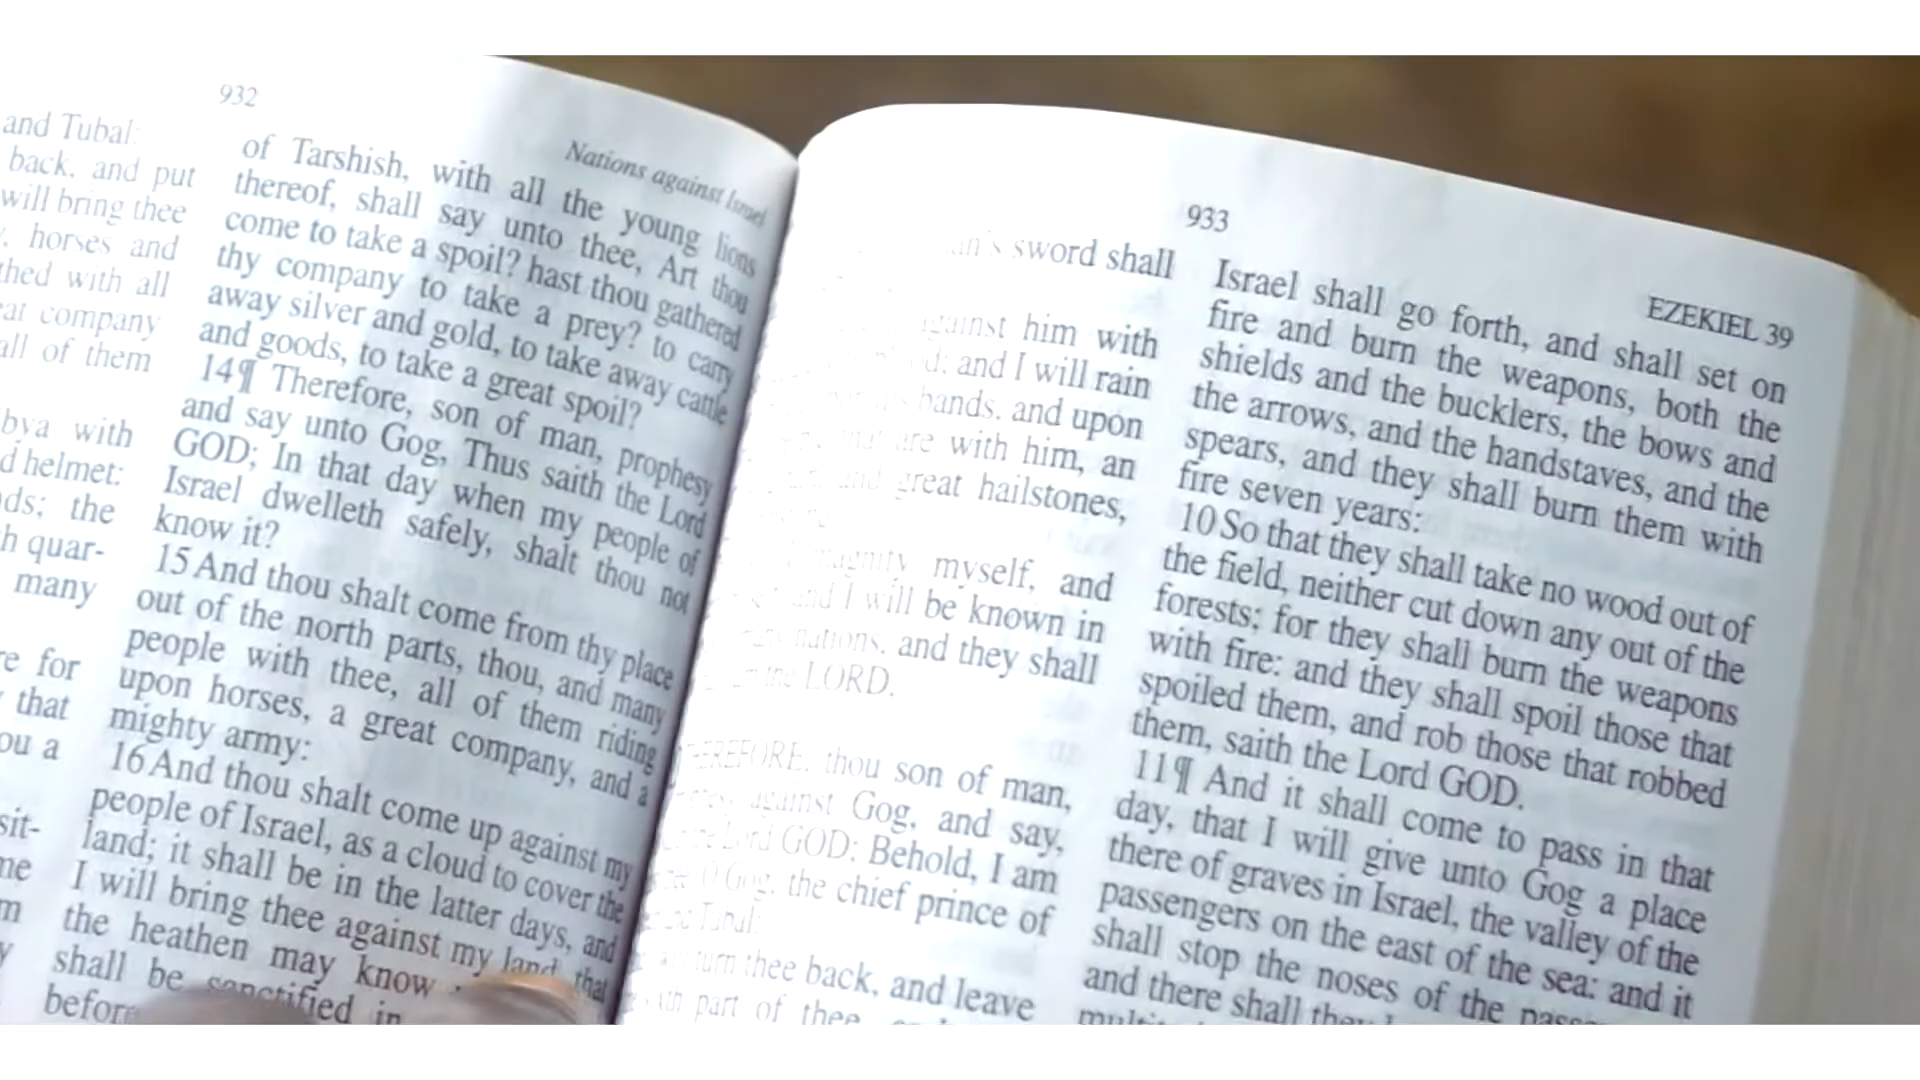 932
Nations against Israel
and Tubal:
back, and put
will bring thee
horses and
with all
company
all of them
with
helmet:
the
quar-
many
for
that
a
sit-
of Tarshish, with all the young lions
thereof, shall say unto thee, Art thou
come to take a spoil? hast thou gathered
thy company to take a prey? to carry
away silver and gold, to take away cattle
and goods, to take a great spoil?
14¶ Therefore, son of man, prophesy
and say unto Gog, Thus saith the Lord
GOD; In that day when my people of
Israel dwelleth safely, shalt thou not
know it?
15 And thou shalt come from thy place
out of the north parts, thou, and many
people with thee, all of them riding
upon horses, a great company, and a
mighty army:
16 And thou shalt come up against my
people of Israel, as a cloud to cover the
land; it shall be in the latter days, and
I will bring thee against my land, that
the heathen may know
shall be sanctified in
933
EZEKIEL 39
sword shall
against him with
and I will rain
bands, and upon
are with him, an
and great hailstones,
myself, and
and I will be known in
nations, and they shall
the LORD.
THEREFORE, thou son of man,
against Gog, and say,
Lord GOD; Behold, I am
O Gog, the chief prince of
Tubal:
turn thee back, and leave
part of thee,
Israel shall go forth, and shall set on
fire and burn the weapons, both the
shields and the bucklers, the bows and
the arrows, and the handstaves, and the
spears, and they shall burn them with
fire seven years:
10 So that they shall take no wood out of
the field, neither cut down any out of the
forests; for they shall burn the weapons
with fire: and they shall spoil those that
spoiled them, and rob those that robbed
them, saith the Lord GOD.
11¶ And it shall come to pass in that
day, that I will give unto Gog a place
there of graves in Israel, the valley of the
passengers on the east of the sea: and it
shall stop the noses of the
and there shall they